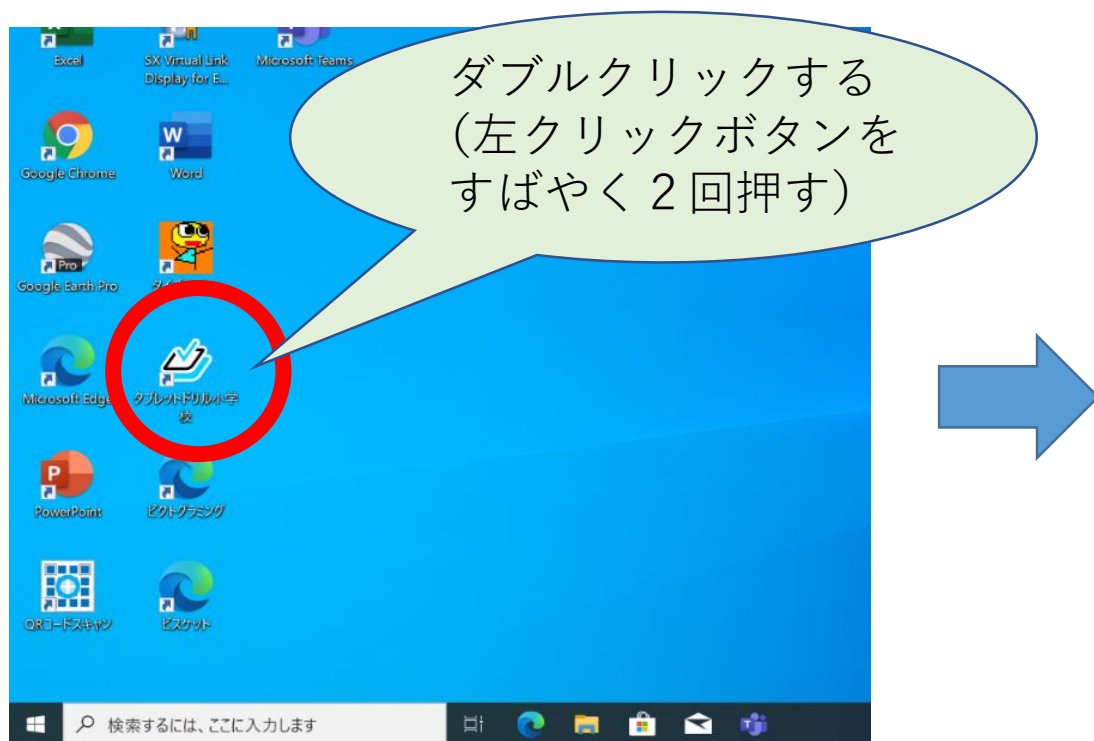 ダブルクリックする
(左クリックボタンを
すばやく２回押す)
Excel
SX Virtual Link
Display for E...
Microsoft Teams
Google Chrome
Word
Pro
Google Earth Pro
Microsoft Edge
タブレットドリル小学
校
PowerPoint
ピクトグラミング
QRコードスキャン
ビスケット
検索するには、ここに入力します